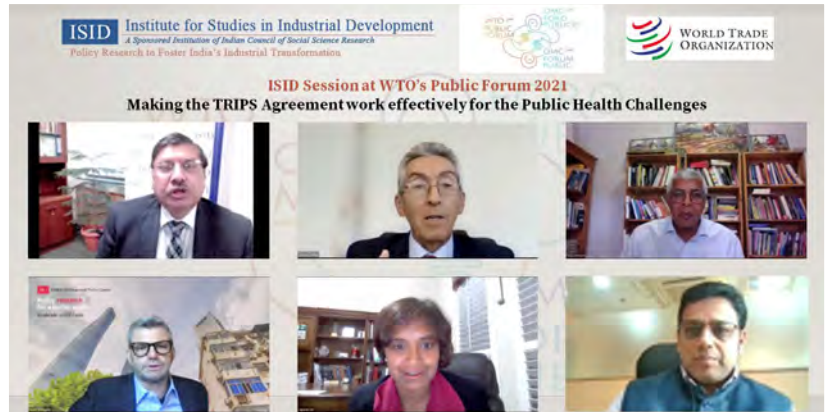 ISID
Institute for Studies in Industrial Development
A Sponsored Institution of Indian Council of Social Science Research
Policy Research to Foster India's Industrial Transformation
WORLD TRADE
ORGANIZATION
ISID Session at WTO's Public Forum 2021
Making the TRIPS Agreement work effectively for the Public Health Challenges